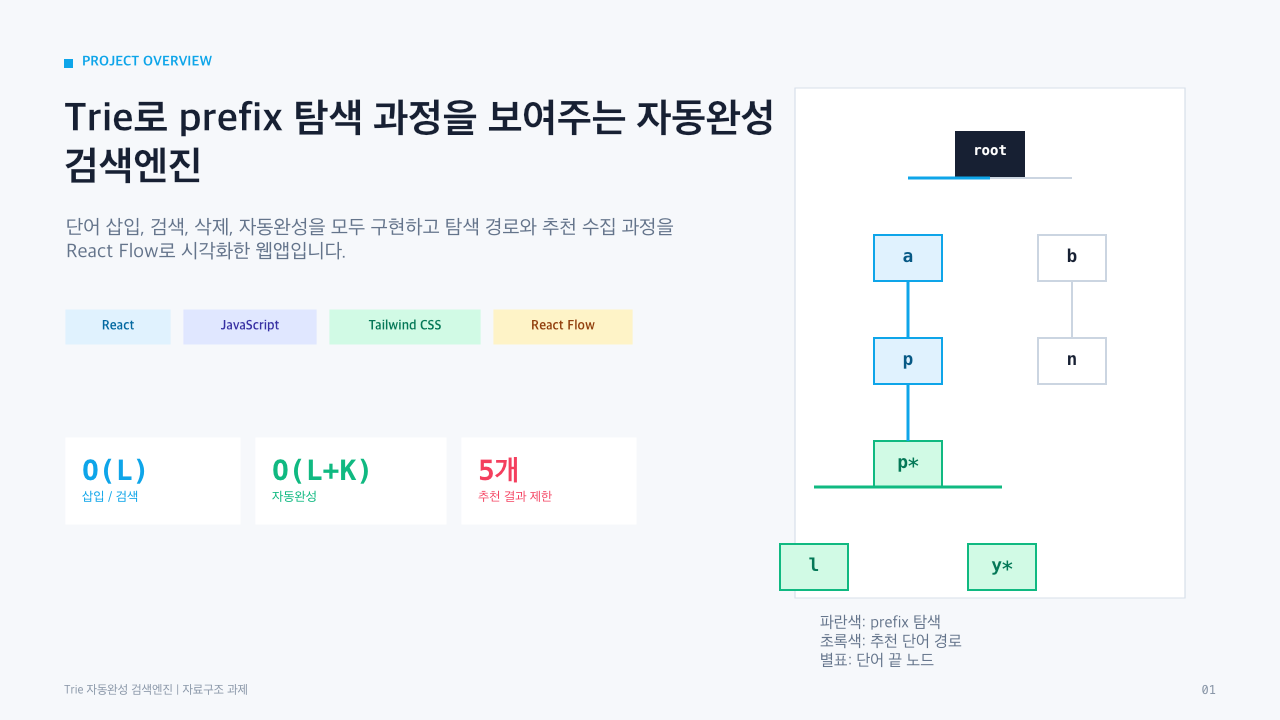 PROJECT OVERVIEW
Trie로 prefix 탐색 과정을 보여주는 자동완성
검색엔진
단어 삽입, 검색, 삭제, 자동완성을 모두 구현하고 탐색 경로와 추천 수집 과정을
React Flow로 시각화한 웹앱입니다.
React
JavaScript
Tailwind CSS
React Flow
O(L)
삽입 / 검색
O(L+K)
자동완성
5개
추천 결과 제한
root
a
b
p
n
p*
l
y*
파란색: prefix 탐색
초록색: 추천 단어 경로
별표: 단어 끝 노드
Trie 자동완성 검색엔진 | 자료구조 과제
01